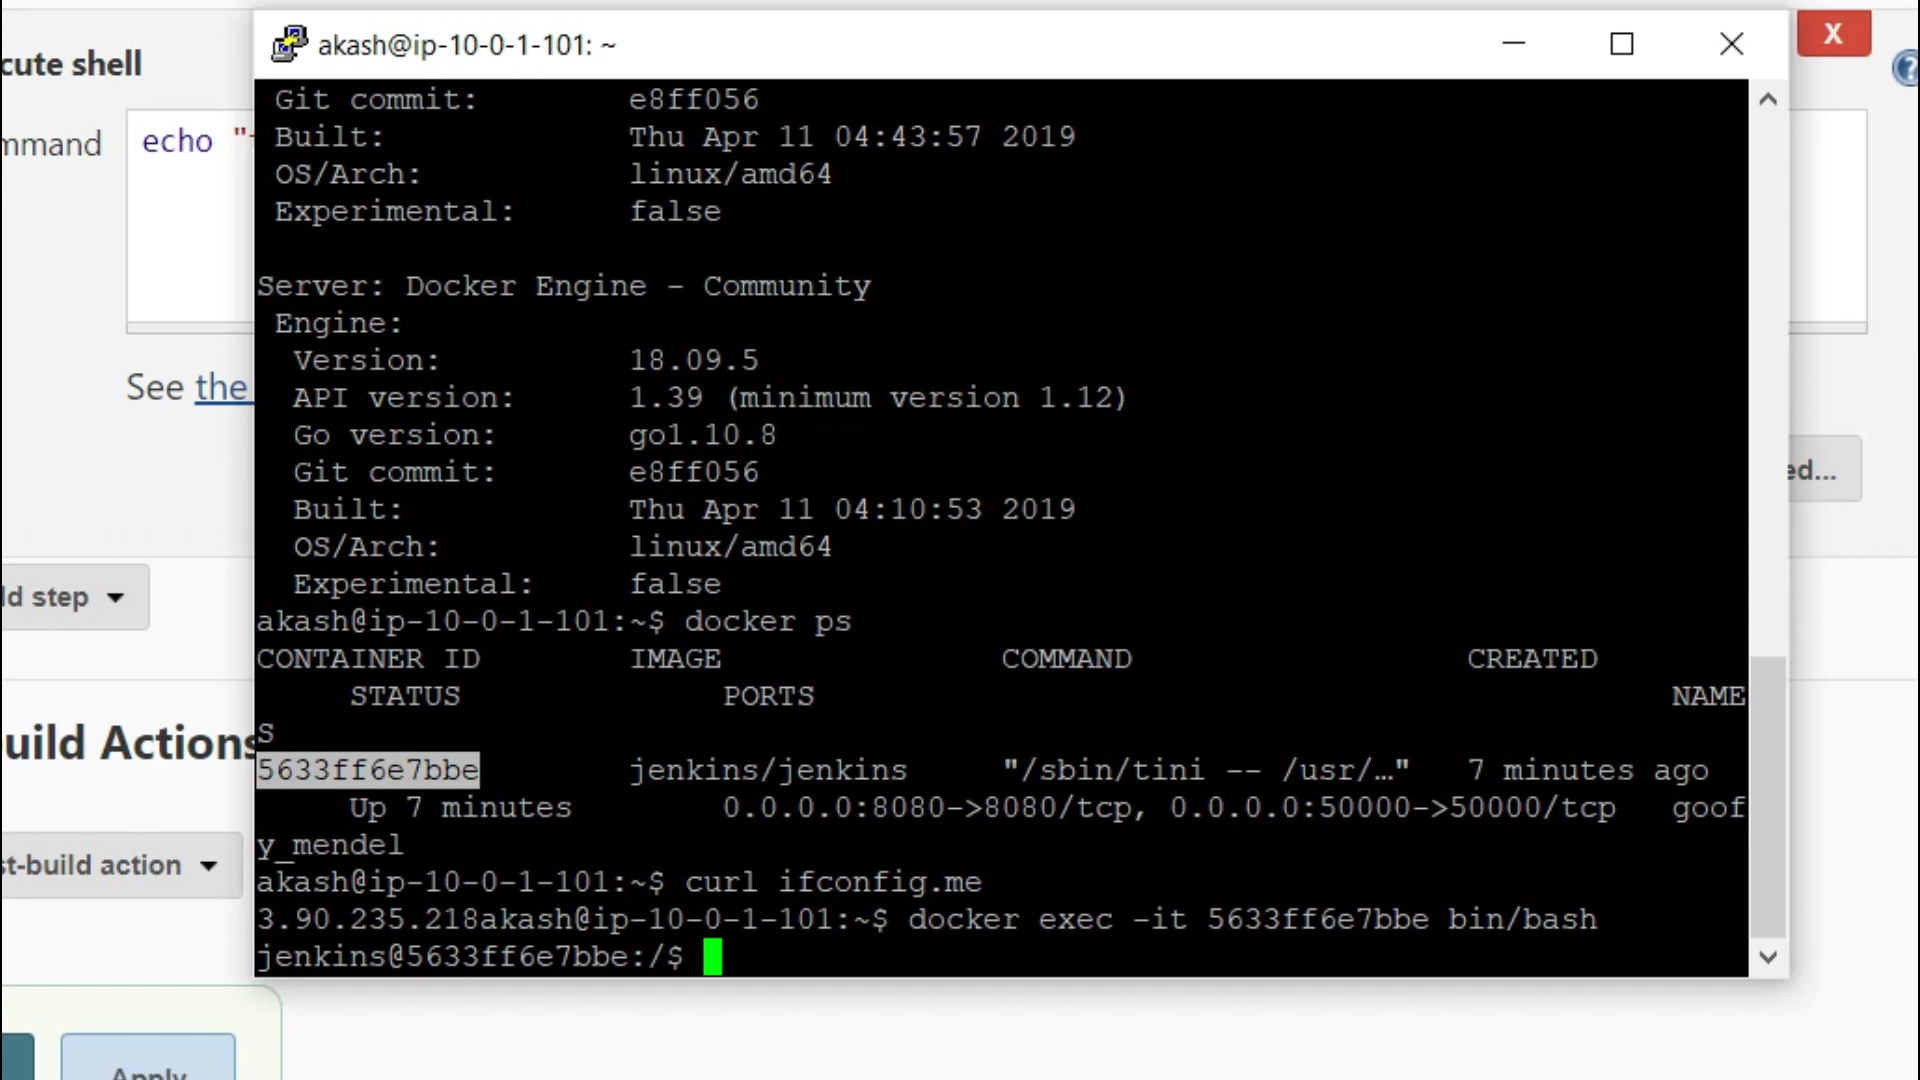 akash@ip-10-0-1-101: ~
X
cute shell
mmand
echo "
See the
ed...
ld step
uild Actions
st-build action
Apply
Git commit: e8ff056
Built: Thu Apr 11 04:43:57 2019
OS/Arch: linux/amd64
Experimental: false
Server: Docker Engine - Community
Engine:
Version: 18.09.5
API version: 1.39 (minimum version 1.12)
Go version: go1.10.8
Git commit: e8ff056
Built: Thu Apr 11 04:10:53 2019
OS/Arch: linux/amd64
Experimental: false
akash@ip-10-0-1-101:~$ docker ps
CONTAINER ID IMAGE COMMAND CREATED
STATUS PORTS NAME
S
5633ff6e7bbe jenkins/jenkins "/sbin/tini -- /usr/…" 7 minutes ago
Up 7 minutes 0.0.0.0:8080->8080/tcp, 0.0.0.0:50000->50000/tcp goof
y_mendel
akash@ip-10-0-1-101:~$ curl ifconfig.me
3.90.235.218akash@ip-10-0-1-101:~$ docker exec -it 5633ff6e7bbe bin/bash
jenkins@5633ff6e7bbe:/$